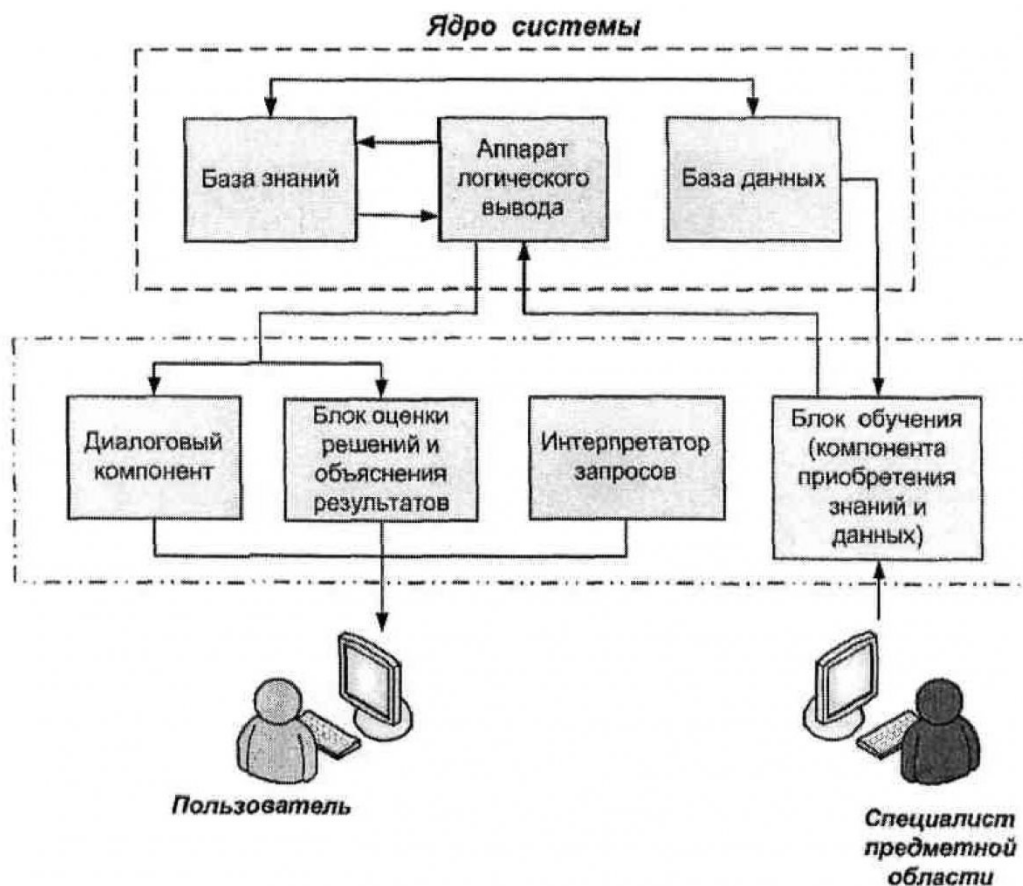 Ядро системы
База знаний
Аппарат
логического
вывода
База данных
Диалоговый
компонент
Блок оценки
решений и
объяснения
результатов
Интерпретатор
запросов
Блок обучения
(компонента
приобретения
знаний и
данных)
Пользователь
Специалист
предметной
области